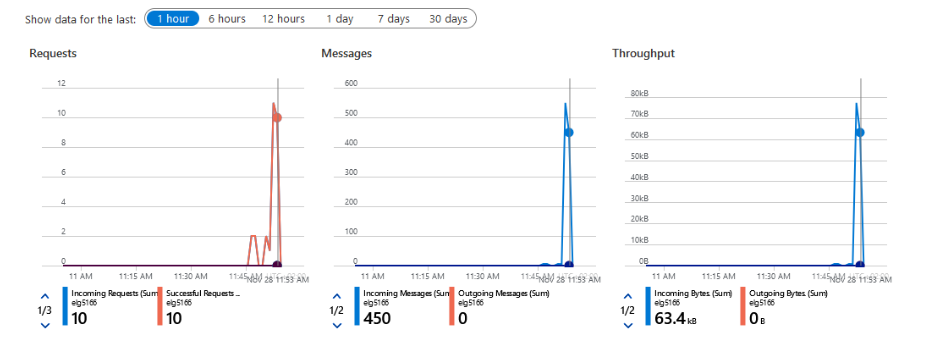 Show data for the last: 1 hour 6 hours 12 hours 1 day 7 days 30 days
Requests
12
10
8
6
4
2
0
11 AM 11:15 AM 11:30 AM 11:45 AM
Nov 28 11:53 AM
1/3
Incoming Requests (Sum)
elg5166
10
Successful Requests ...
elg5166
10
Messages
600
500
400
300
200
100
0
11 AM 11:15 AM 11:30 AM 11:45 AM
Nov 28 11:53 AM
1/2
Incoming Messages (Sum)
elg5166
450
Outgoing Messages (Sum)
elg5166
0
Throughput
80kB
70kB
60kB
50kB
40kB
30kB
20kB
10kB
0B
11 AM 11:15 AM 11:30 AM 11:45 AM
Nov 28 11:53 AM
1/2
Incoming Bytes. (Sum)
elg5166
63.4 kB
Outgoing Bytes. (Sum)
elg5166
0 B